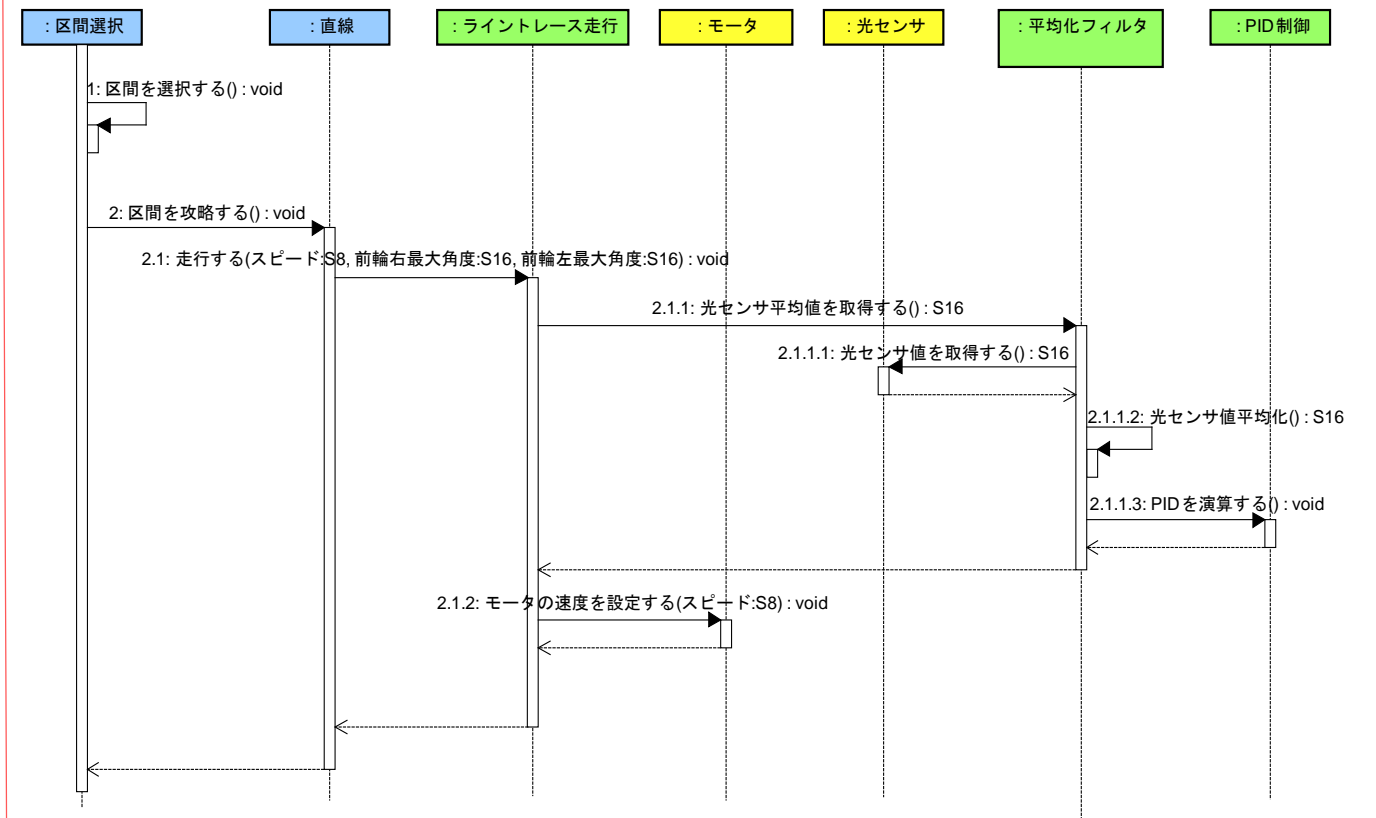 : 区間選択
: 直線
: ライントレース走行
: モータ
: 光センサ
: 平均化フィルタ
: PID制御
1: 区間を選択する() : void
2: 区間を攻略する() : void
2.1: 走行する(スピード:S8, 前輪右最大角度:S16, 前輪左最大角度:S16) : void
2.1.1: 光センサ平均値を取得する() : S16
2.1.1.1: 光センサ値を取得する() : S16
2.1.1.2: 光センサ値平均化() : S16
2.1.1.3: PIDを演算する() : void
2.1.2: モータの速度を設定する(スピード:S8) : void